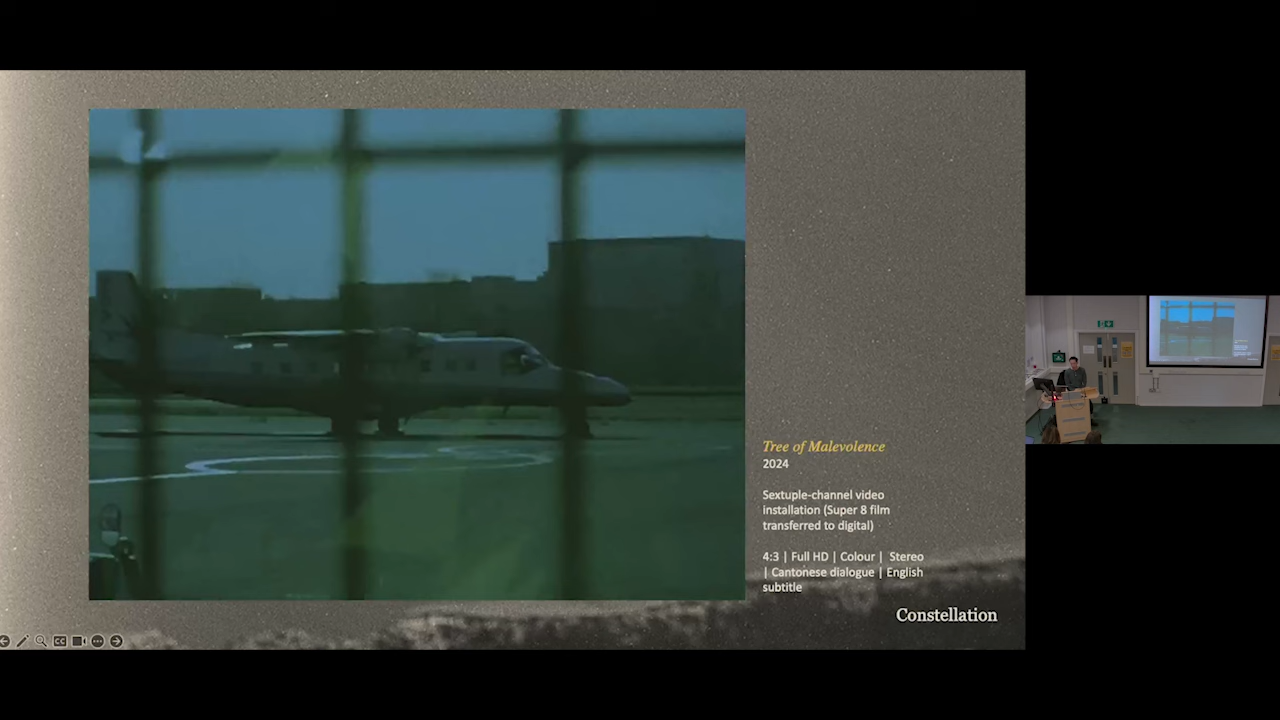 Tree of Malevolence
2024
Sextuple-channel video
installation (Super 8 film
transferred to digital)
4:3 | Full HD | Colour | Stereo
| Cantonese dialogue | English
subtitle
Constellation
CC